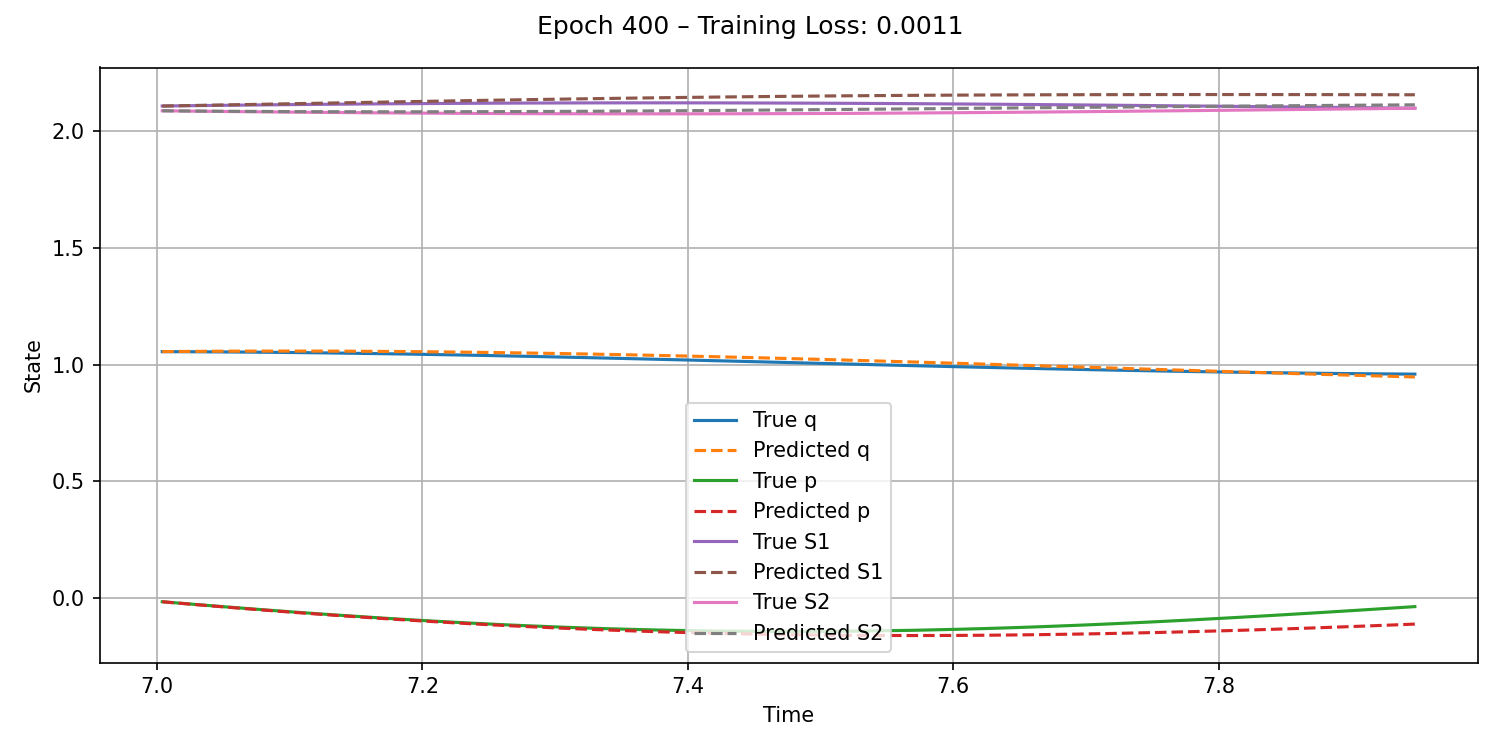 Epoch 400 – Training Loss: 0.0011
2.0
1.5
1.0
0.5
0.0
State
True q
Predicted q
True p
Predicted p
True S1
Predicted S1
True S2
Predicted S2
7.0 7.2 7.4 7.6 7.8
Time